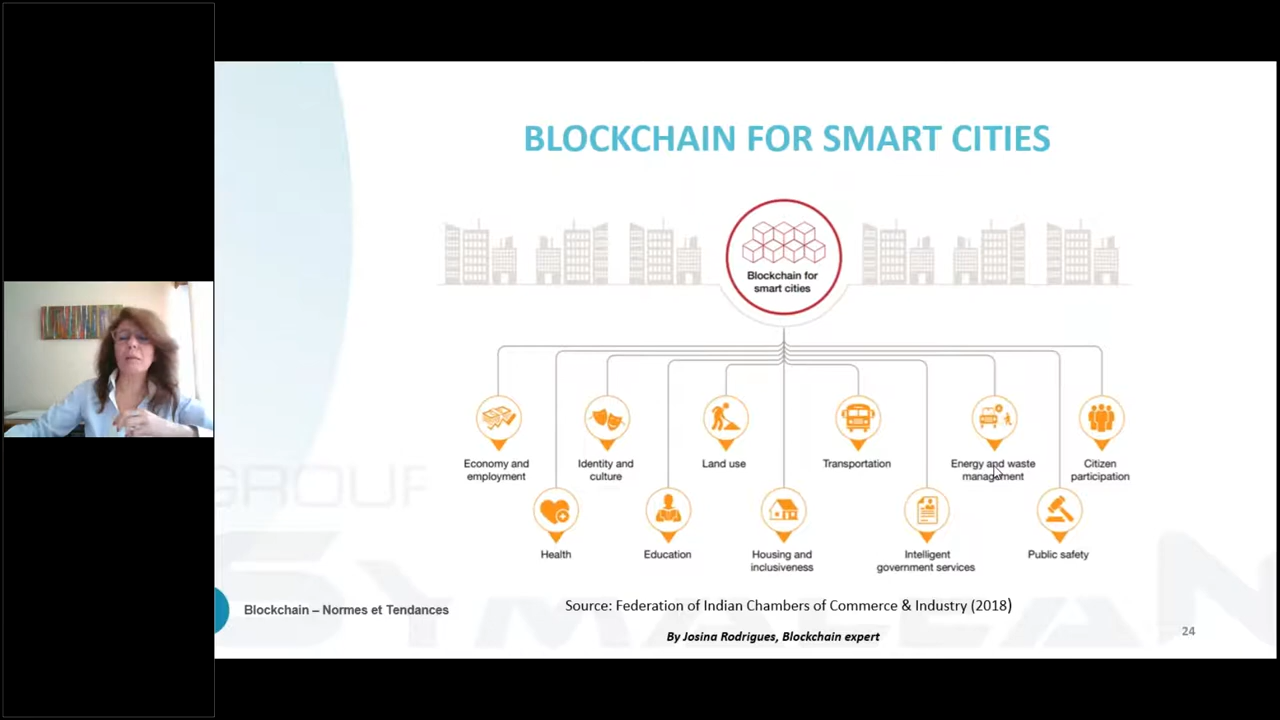 BLOCKCHAIN FOR SMART CITIES
Blockchain for
smart cities
Economy and
employment
Identity and
culture
Land use
Transportation
Energy and waste
management
Citizen
participation
Health
Education
Housing and
inclusiveness
Intelligent
government services
Public safety
GROUP
SYMALEAN
Blockchain – Normes et Tendances
Source: Federation of Indian Chambers of Commerce & Industry (2018)
By Josina Rodrigues, Blockchain expert
24